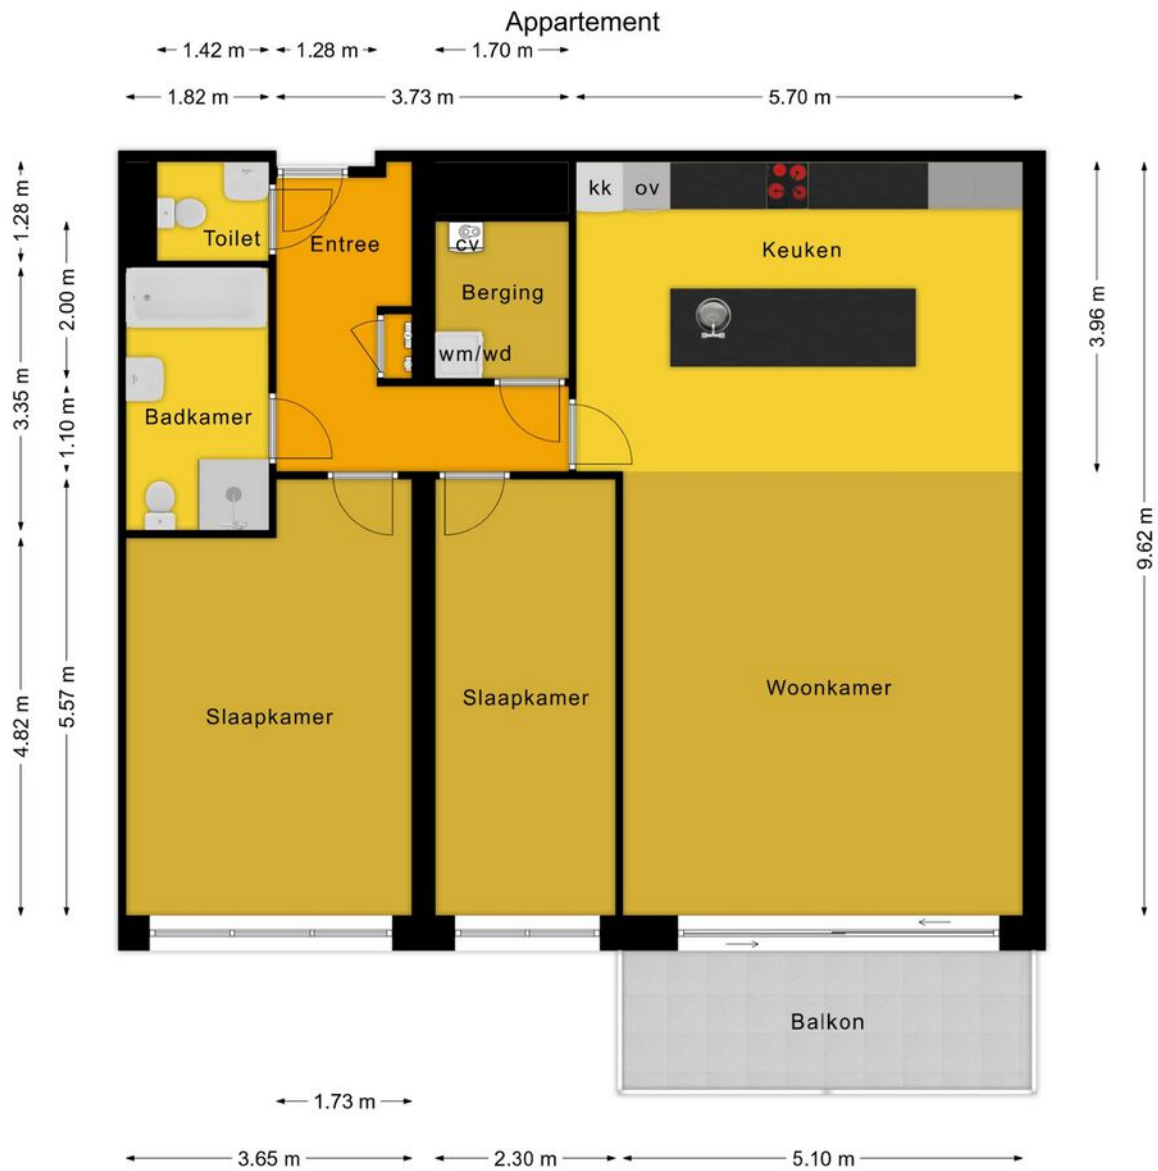 Appartement
1.42 m
1.28 m
1.70 m
1.82 m
3.73 m
5.70 m
kk
ov
Toilet
Entree
cv
Keuken
Berging
wm/wd
Badkamer
Slaapkamer
Slaapkamer
Woonkamer
Balkon
1.28 m
3.35 m
4.82 m
2.00 m
1.10 m
5.57 m
3.96 m
9.62 m
1.73 m
3.65 m
2.30 m
5.10 m